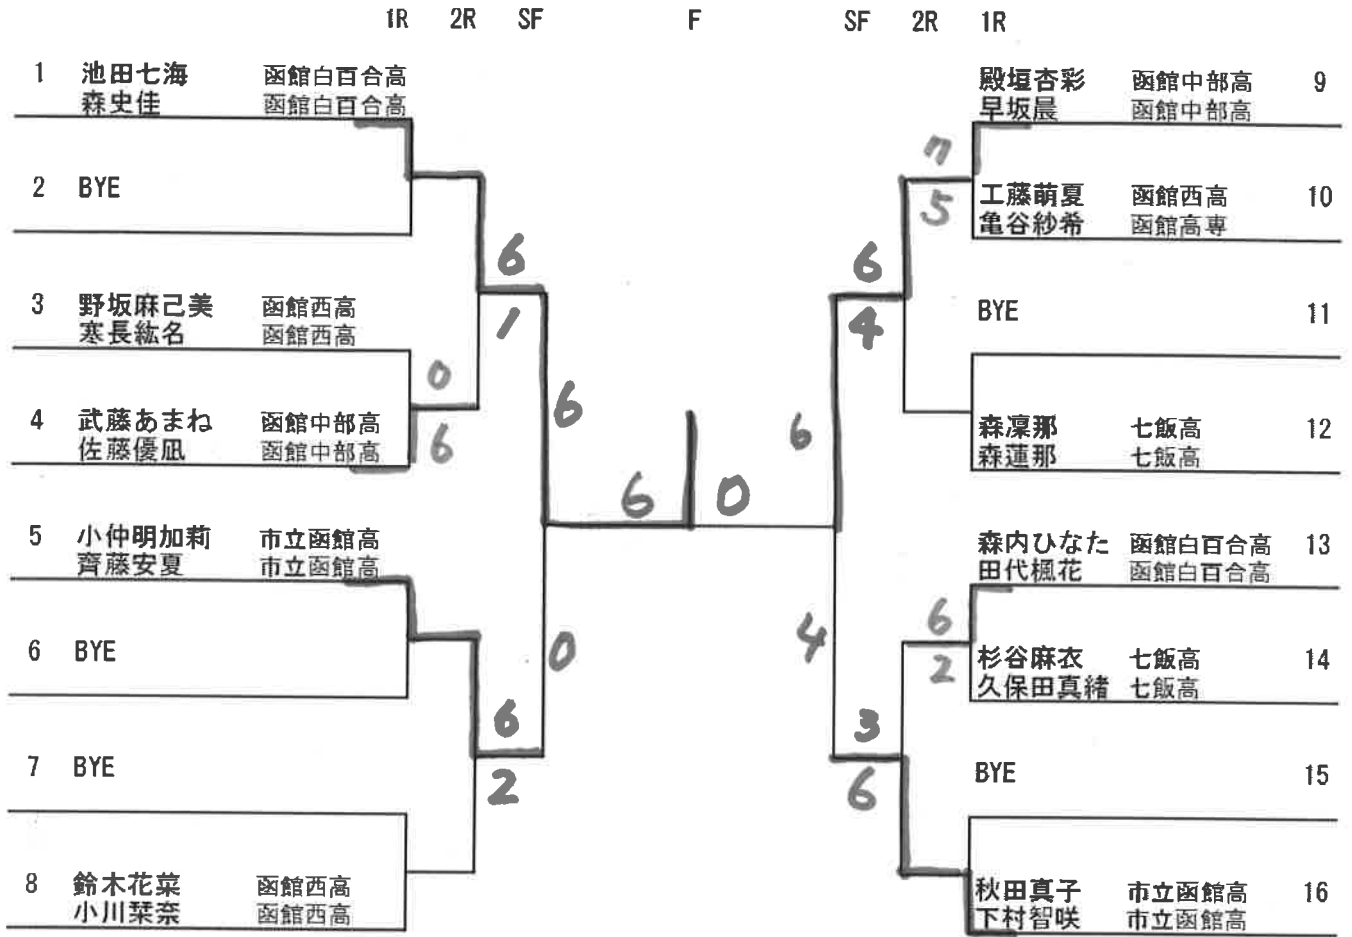 1R 2R SF F SF 2R 1R
1 池田七海 函館白百合高
森史佳 函館白百合高
2 BYE
3 野坂麻己美 函館西高
寒長紘名 函館西高
4 武藤あまね 函館中部高
佐藤優凪 函館中部高
5 小仲明加莉 市立函館高
齊藤安夏 市立函館高
6 BYE
7 BYE
8 鈴木花菜 函館西高
小川栞奈 函館西高
0
6
6
1
6
2
6
0
6
0
6
4
6
4
3
6
7
5
6
2
殿垣杏彩 函館中部高 9
早坂晨 函館中部高
工藤萌夏 函館西高 10
亀谷紗希 函館高専
BYE 11
森凜那 七飯高 12
森蓮那 七飯高
森内ひなた 函館白百合高 13
田代楓花 函館白百合高
杉谷麻衣 七飯高 14
久保田真緒 七飯高
BYE 15
秋田真子 市立函館高 16
下村智咲 市立函館高